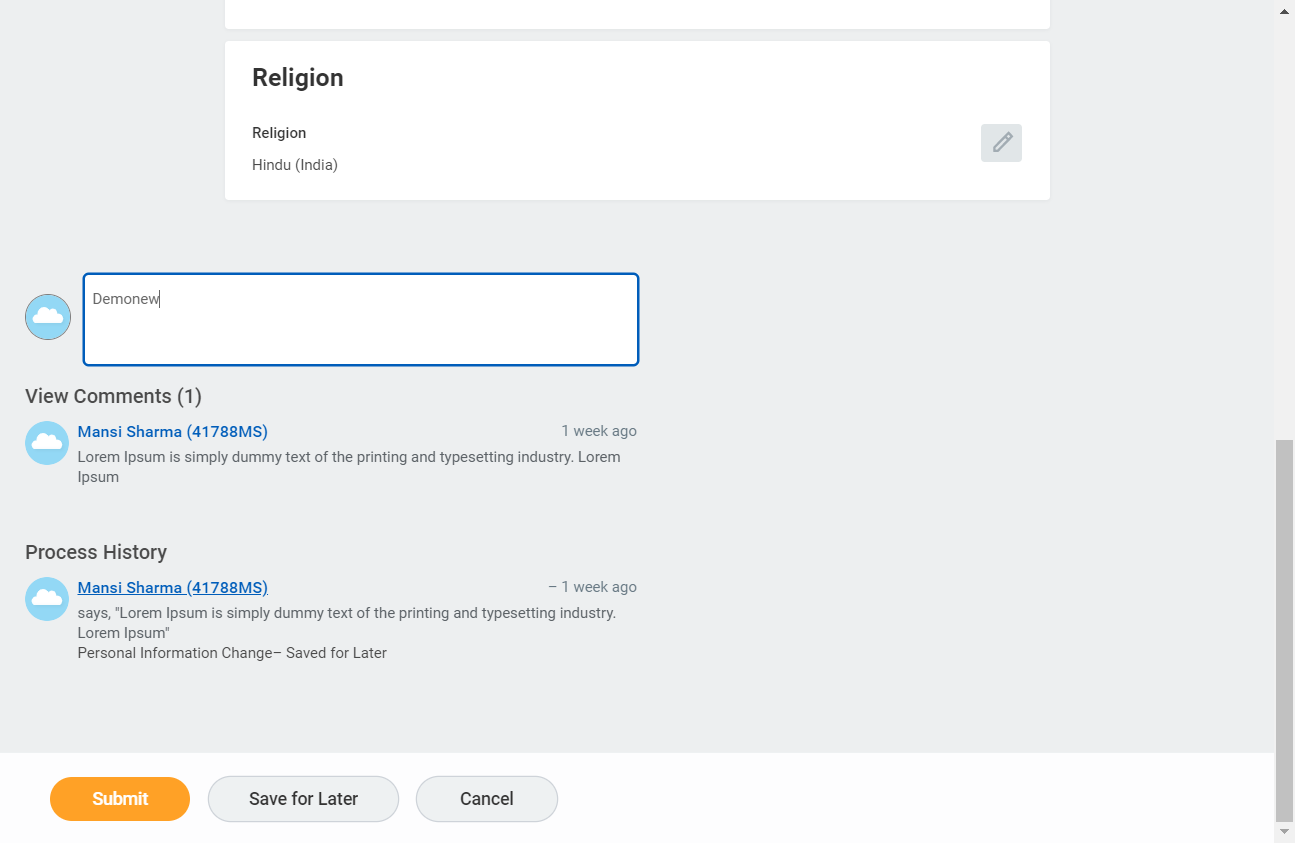 Religion
Religion
Hindu (India)
Demonew
View Comments (1)
Mansi Sharma (41788MS)
1 week ago
Lorem Ipsum is simply dummy text of the printing and typesetting industry. Lorem
Ipsum
Process History
Mansi Sharma (41788MS)
– 1 week ago
says, "Lorem Ipsum is simply dummy text of the printing and typesetting industry.
Lorem Ipsum"
Personal Information Change– Saved for Later
Submit
Save for Later
Cancel